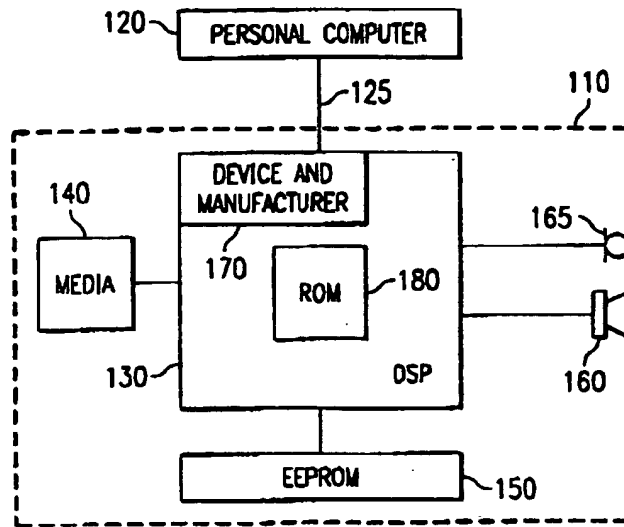 120
PERSONAL COMPUTER
125
110
140
DEVICE AND
MANUFACTURER
170
165
MEDIA
ROM
180
130
DSP
160
EEPROM
150